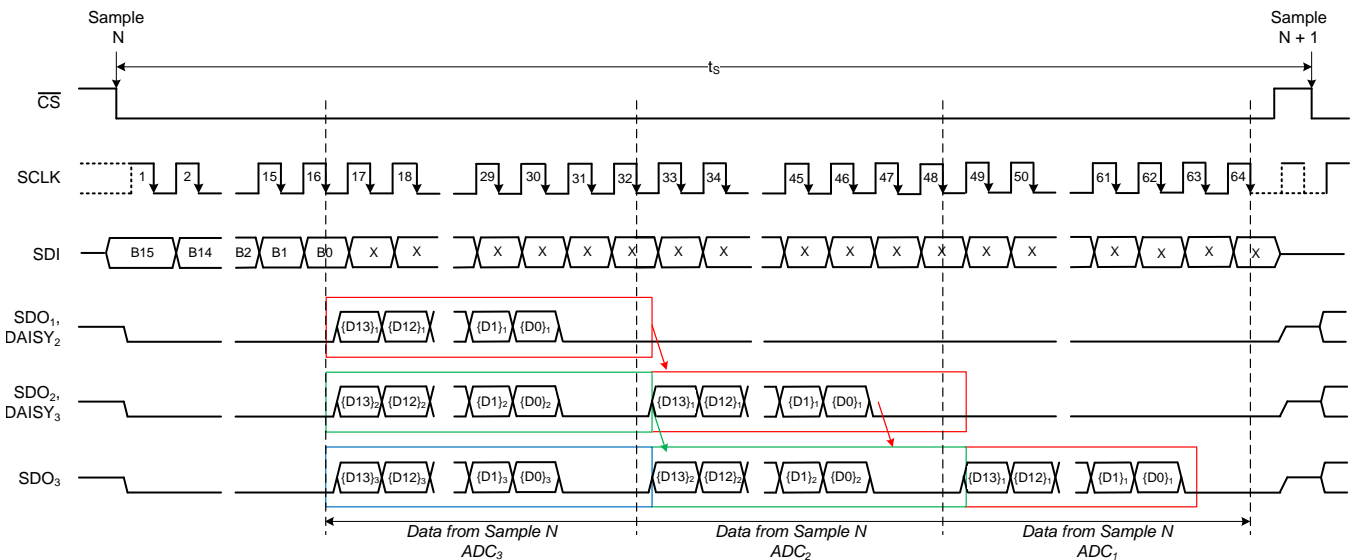 Sample Sample
N N + 1
tS
CS
SCLK 1 2 15 16 17 18 29 30 31 32 33 34 45 46 47 48 49 50 61 62 63 64
SDI B15 B14 B2 B1 B0 X X X X X X X X X X X X X X X X X X
SDO1, {D13}1 {D12}1 {D1}1 {D0}1
DAISY2
SDO2, {D13}2 {D12}2 {D1}2 {D0}2 {D13}1 {D12}1 {D1}1 {D0}1
DAISY3
SDO3 {D13}3 {D12}3 {D1}3 {D0}3 {D13}2 {D12}2 {D1}2 {D0}2 {D13}1 {D12}1 {D1}1 {D0}1
Data from Sample N Data from Sample N Data from Sample N
ADC3 ADC2 ADC1